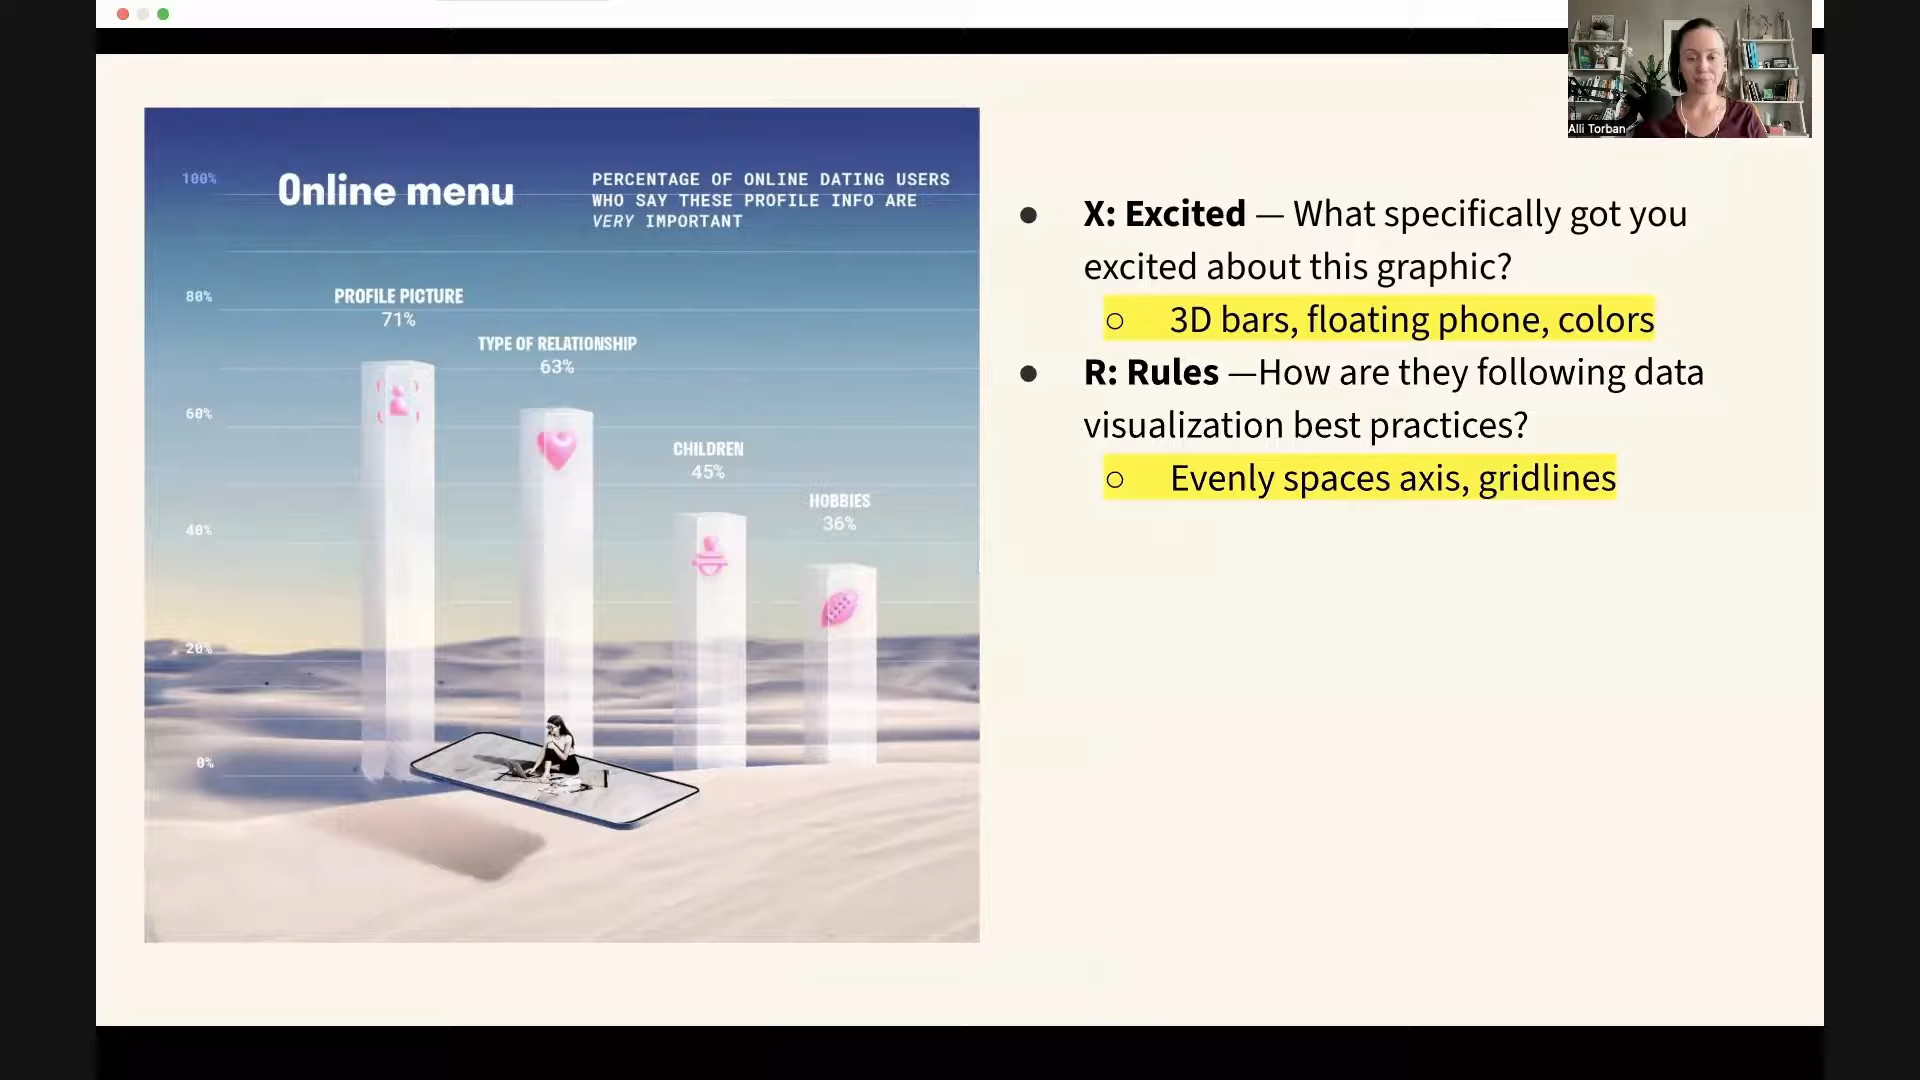 Alli Torban
100%
Online menu
PERCENTAGE OF ONLINE DATING USERS
WHO SAY THESE PROFILE INFO ARE
VERY IMPORTANT
80%
PROFILE PICTURE
71%
TYPE OF RELATIONSHIP
63%
60%
CHILDREN
45%
HOBBIES
36%
40%
20%
0%
● X: Excited — What specifically got you
excited about this graphic?
○ 3D bars, floating phone, colors
● R: Rules —How are they following data
visualization best practices?
○ Evenly spaces axis, gridlines